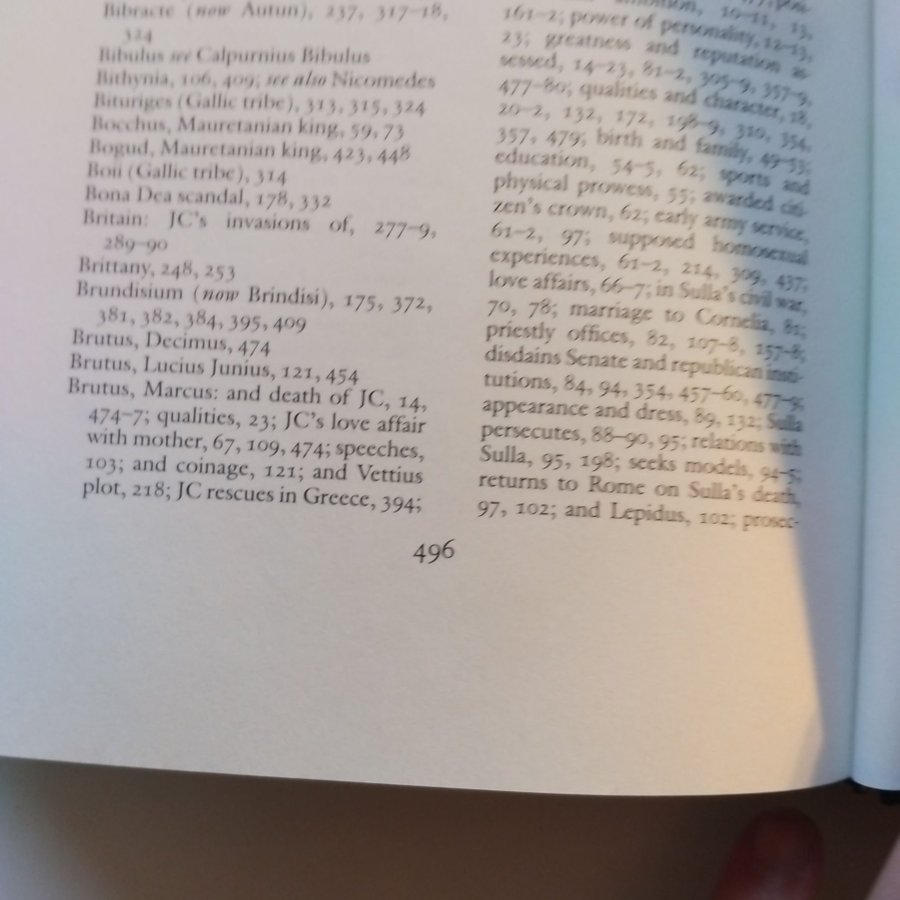 Bibracte (now Autun), 237, 317–18,
324
Bibulus see Calpurnius Bibulus
Bithynia, 106, 409; see also Nicomedes
Bituriges (Gallic tribe), 313, 315, 324
Bocchus, Mauretanian king, 59, 73
Bogud, Mauretanian king, 423, 448
Boii (Gallic tribe), 314
Bona Dea scandal, 178, 332
Britain: JC's invasions of, 277–9,
289–90
Brittany, 248, 253
Brundisium (now Brindisi), 175, 372,
381, 382, 384, 395, 409
Brutus, Decimus, 474
Brutus, Lucius Junius, 121, 454
Brutus, Marcus: and death of JC, 14,
474–7; qualities, 23; JC's love affair
with mother, 67, 109, 474; speeches,
103; and coinage, 121; and Vettius
plot, 218; JC rescues in Greece, 394;
10–11, 13,
161–2; power of personality, 12–13,
23; greatness and reputation as-
sessed, 14–23, 81–2, 305–9, 357–9,
477–80; qualities and character, 18,
20–2, 132, 172, 198–9, 310, 354,
357, 479; birth and family, 49–53;
education, 54–5, 62; sports and
physical prowess, 55; awarded citi-
zen's crown, 62; early army service,
61–2, 97; supposed homosexual
experiences, 61–2, 214, 309, 437;
love affairs, 66–7; in Sulla's civil war,
70, 78; marriage to Cornelia, 81;
priestly offices, 82, 107–8, 157–8;
disdains Senate and republican insti-
tutions, 84, 94, 354, 457–60, 477–9;
appearance and dress, 89, 132; Sulla
persecutes, 88–90, 95; relations with
Sulla, 95, 198; seeks models, 94–5;
returns to Rome on Sulla's death,
97, 102; and Lepidus, 102; prosec-
496